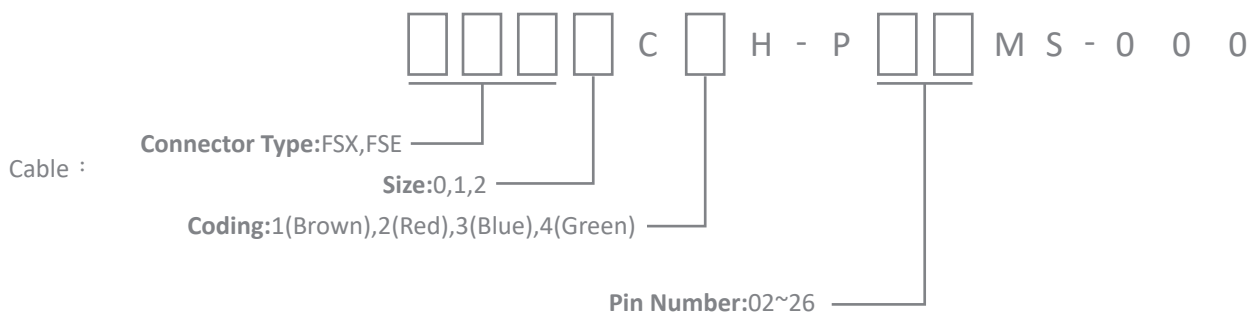 C H - P M S - 0 0 0
Connector Type:FSX,FSE
Cable：
Size:0,1,2
Coding:1(Brown),2(Red),3(Blue),4(Green)
Pin Number:02~26